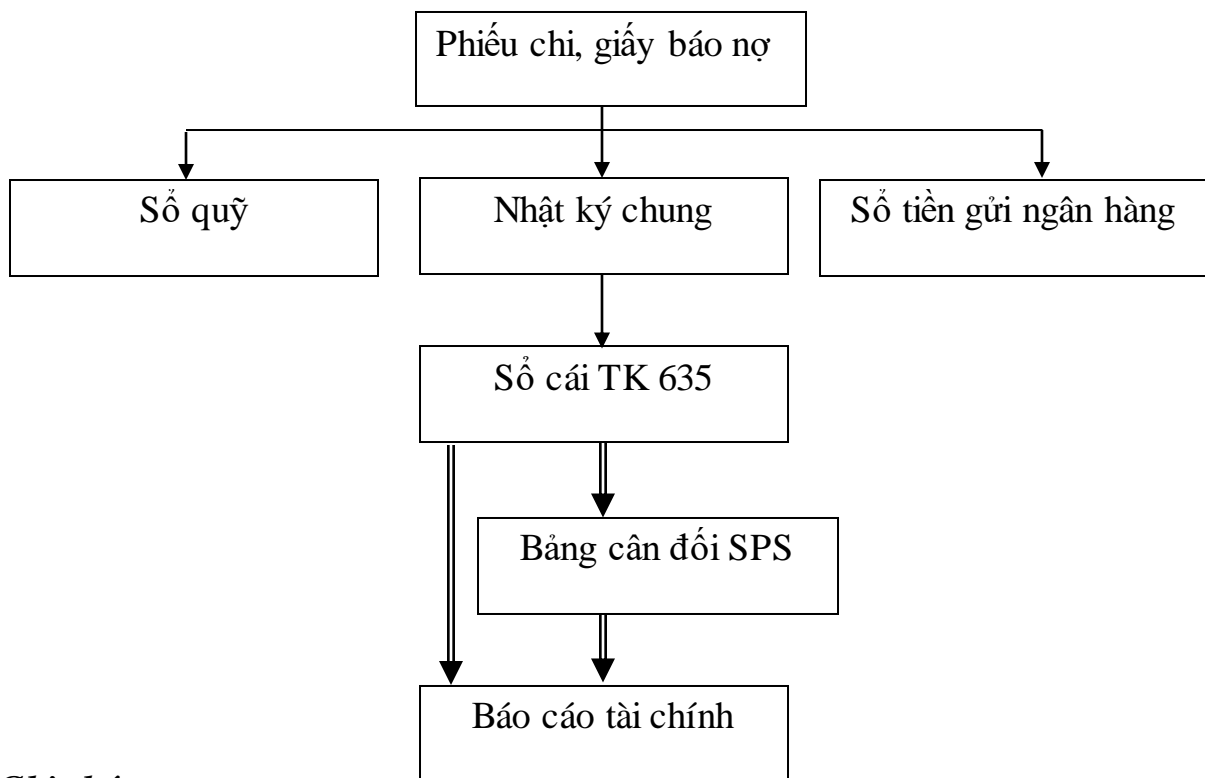 Phiếu chi, giấy báo nợ
Sổ quỹ
Nhật ký chung
Sổ tiền gửi ngân hàng
Sổ cái TK 635
Bảng cân đối SPS
Báo cáo tài chính